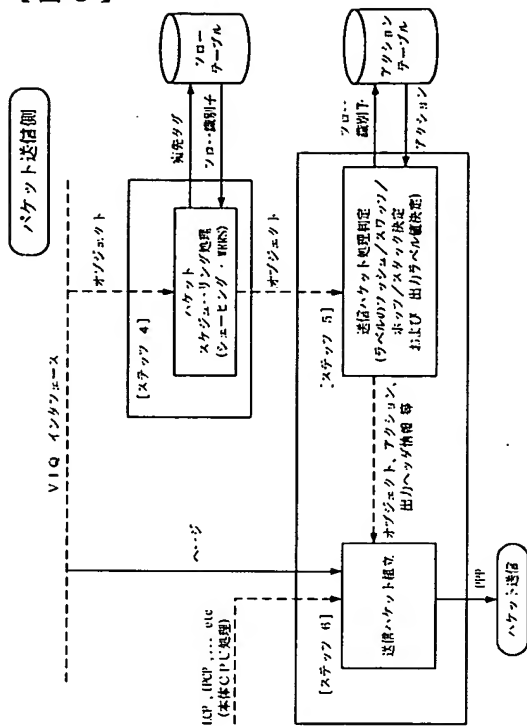 パケット送信側
VIQ インタフェース
オブジェクト
[ステップ 4]
パケット
スケジューリング処理
(シェーピング・WRRS)
宛先タグ
フロー識別子
フロー
テーブル
オブジェクト
[ステップ 5]
送信パケット処理判定
(ラベルのプッシュ/スワップ/
ポップ/スタック決定
および 出力ラベル値決定)
フロー
識別子
アクション
アクション
テーブル
オブジェクト、アクション、
出力ヘッダ情報 等
ページ
LCP, IPCP, ... etc
(本体CPU処理)
[ステップ 6]
送信パケット組立
PPP
パケット送信